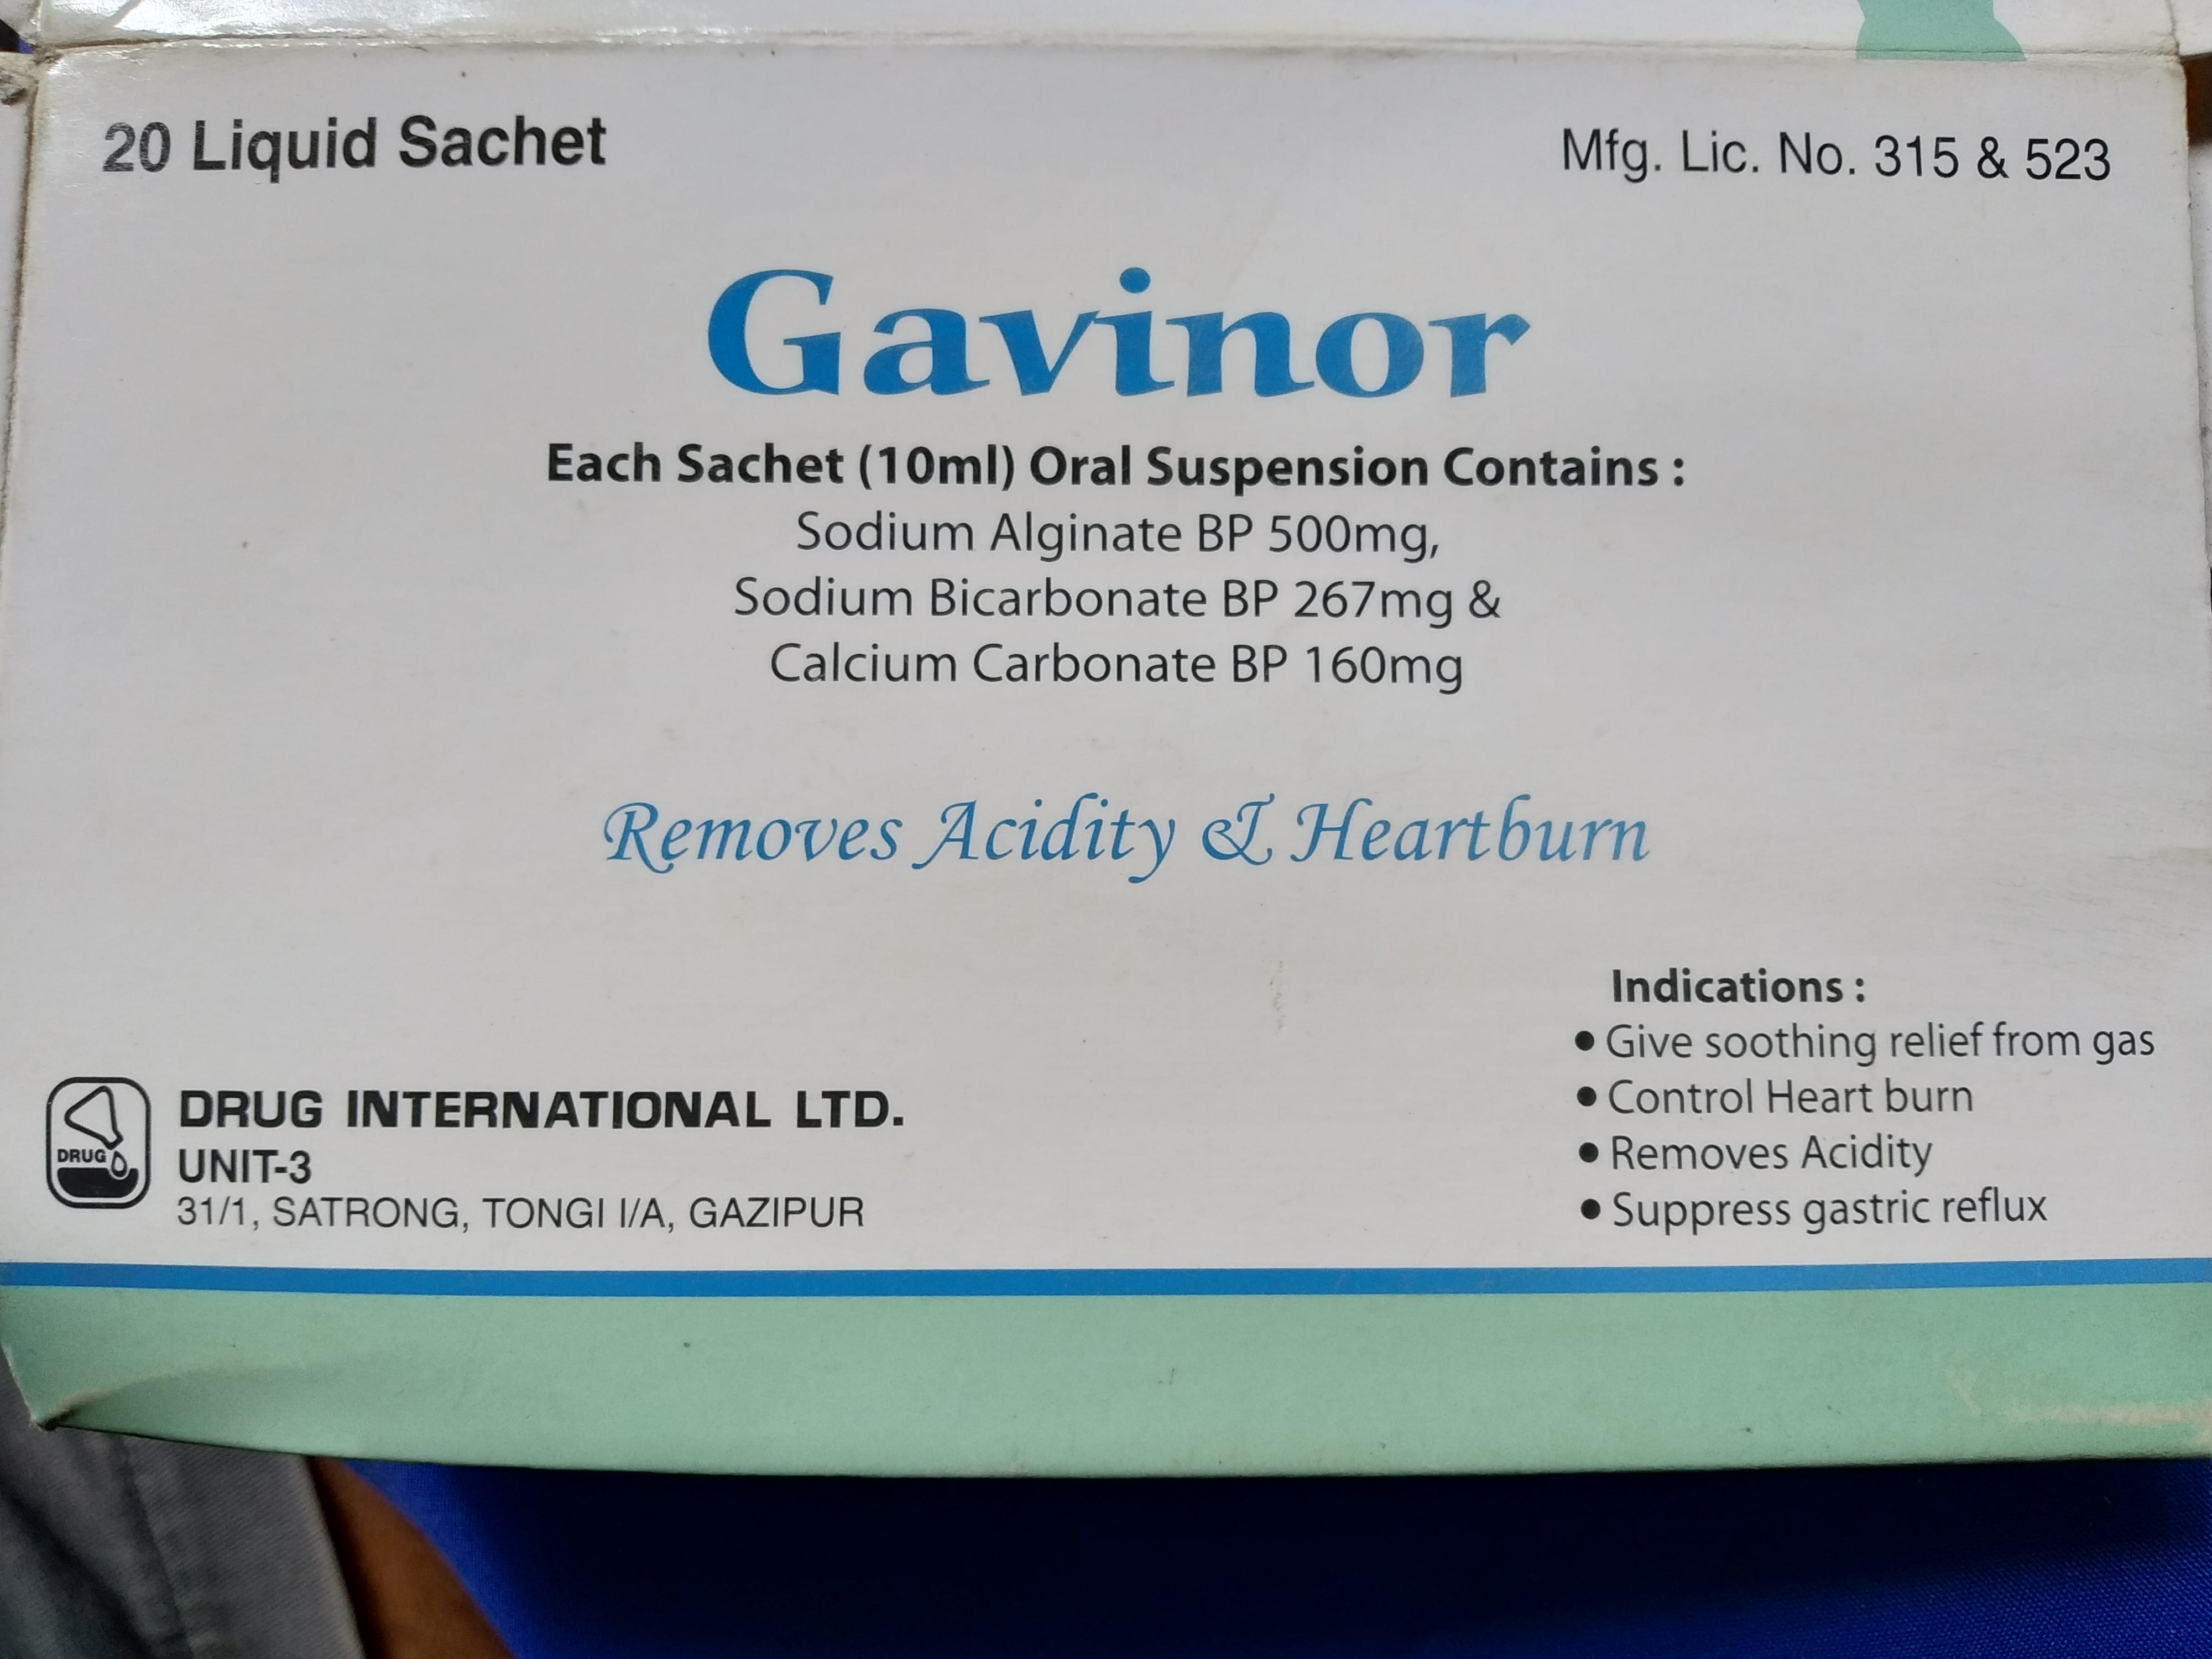 20 Liquid Sachet
Mfg. Lic. No. 315 & 523
Gavinor
Each Sachet (10ml) Oral Suspension Contains :
Sodium Alginate BP 500mg,
Sodium Bicarbonate BP 267mg &
Calcium Carbonate BP 160mg
Removes Acidity & Heartburn
Indications :
• Give soothing relief from gas
• Control Heart burn
• Removes Acidity
• Suppress gastric reflux
DRUG
DRUG INTERNATIONAL LTD.
UNIT-3
31/1, SATRONG, TONGI I/A, GAZIPUR